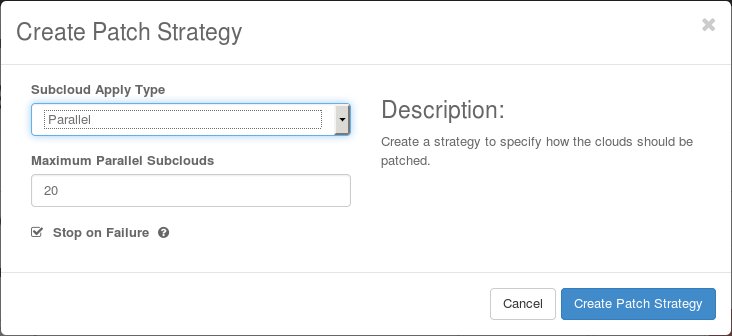 Create Patch Strategy
Subcloud Apply Type
Parallel
Maximum Parallel Subclouds
20
Stop on Failure
Description:
Create a strategy to specify how the clouds should be
patched.
Cancel
Create Patch Strategy